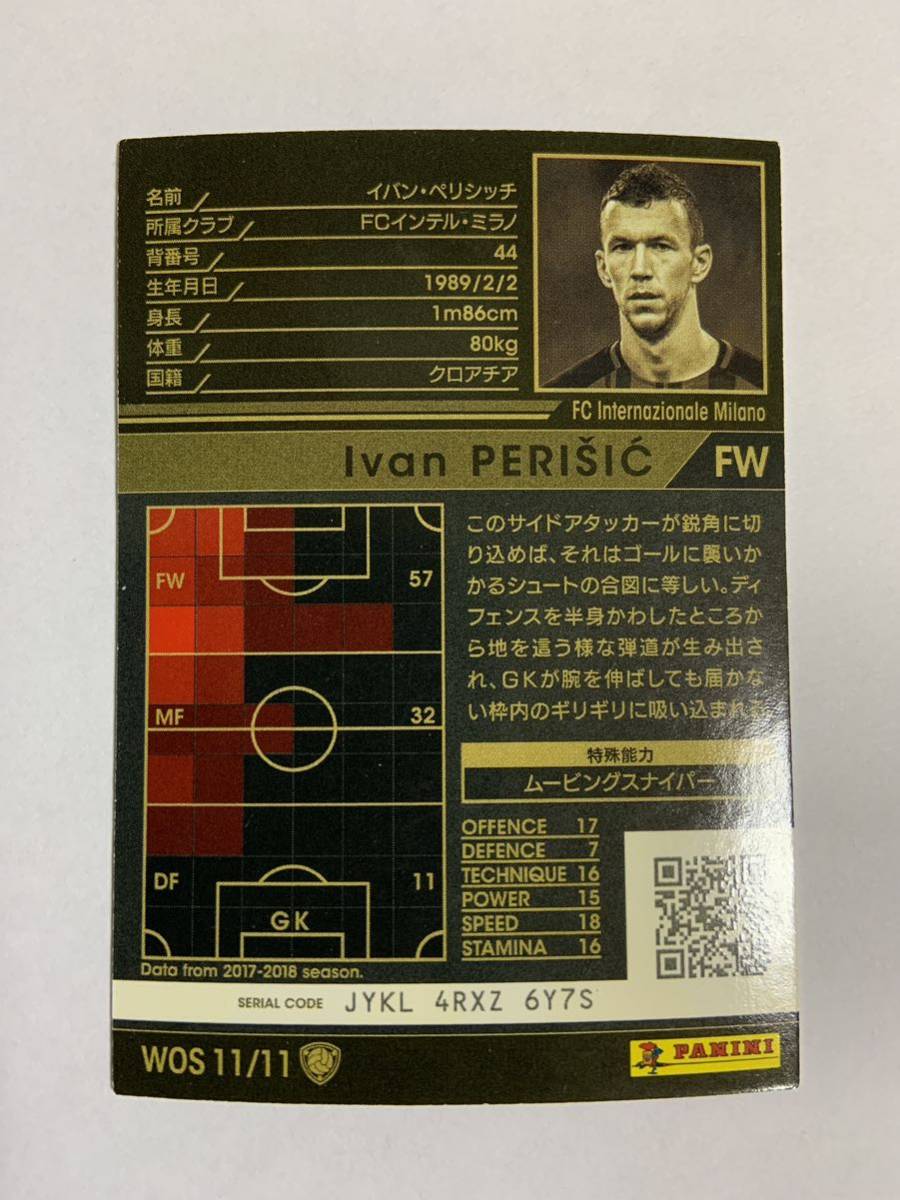 名前 イバン・ペリシッチ
所属クラブ FCインテル・ミラノ
背番号 44
生年月日 1989/2/2
身長 1m86cm
体重 80kg
国籍 クロアチア
FC Internazionale Milano
Ivan PERIŠIĆ FW
FW 57
MF 32
DF 11
GK
Data from 2017-2018 season.
このサイドアタッカーが鋭角に切
り込めば、それはゴールに襲いか
かるシュートの合図に等しい。ディ
フェンスを半身かわしたところか
ら地を這う様な弾道が生み出さ
れ、GKが腕を伸ばしても届かな
い枠内のギリギリに吸い込まれる
特殊能力
ムービングスナイパー
OFFENCE 17
DEFENCE 7
TECHNIQUE 16
POWER 15
SPEED 18
STAMINA 16
SERIAL CODE JYKL 4RXZ 6Y7S
WOS 11/11
PANINI